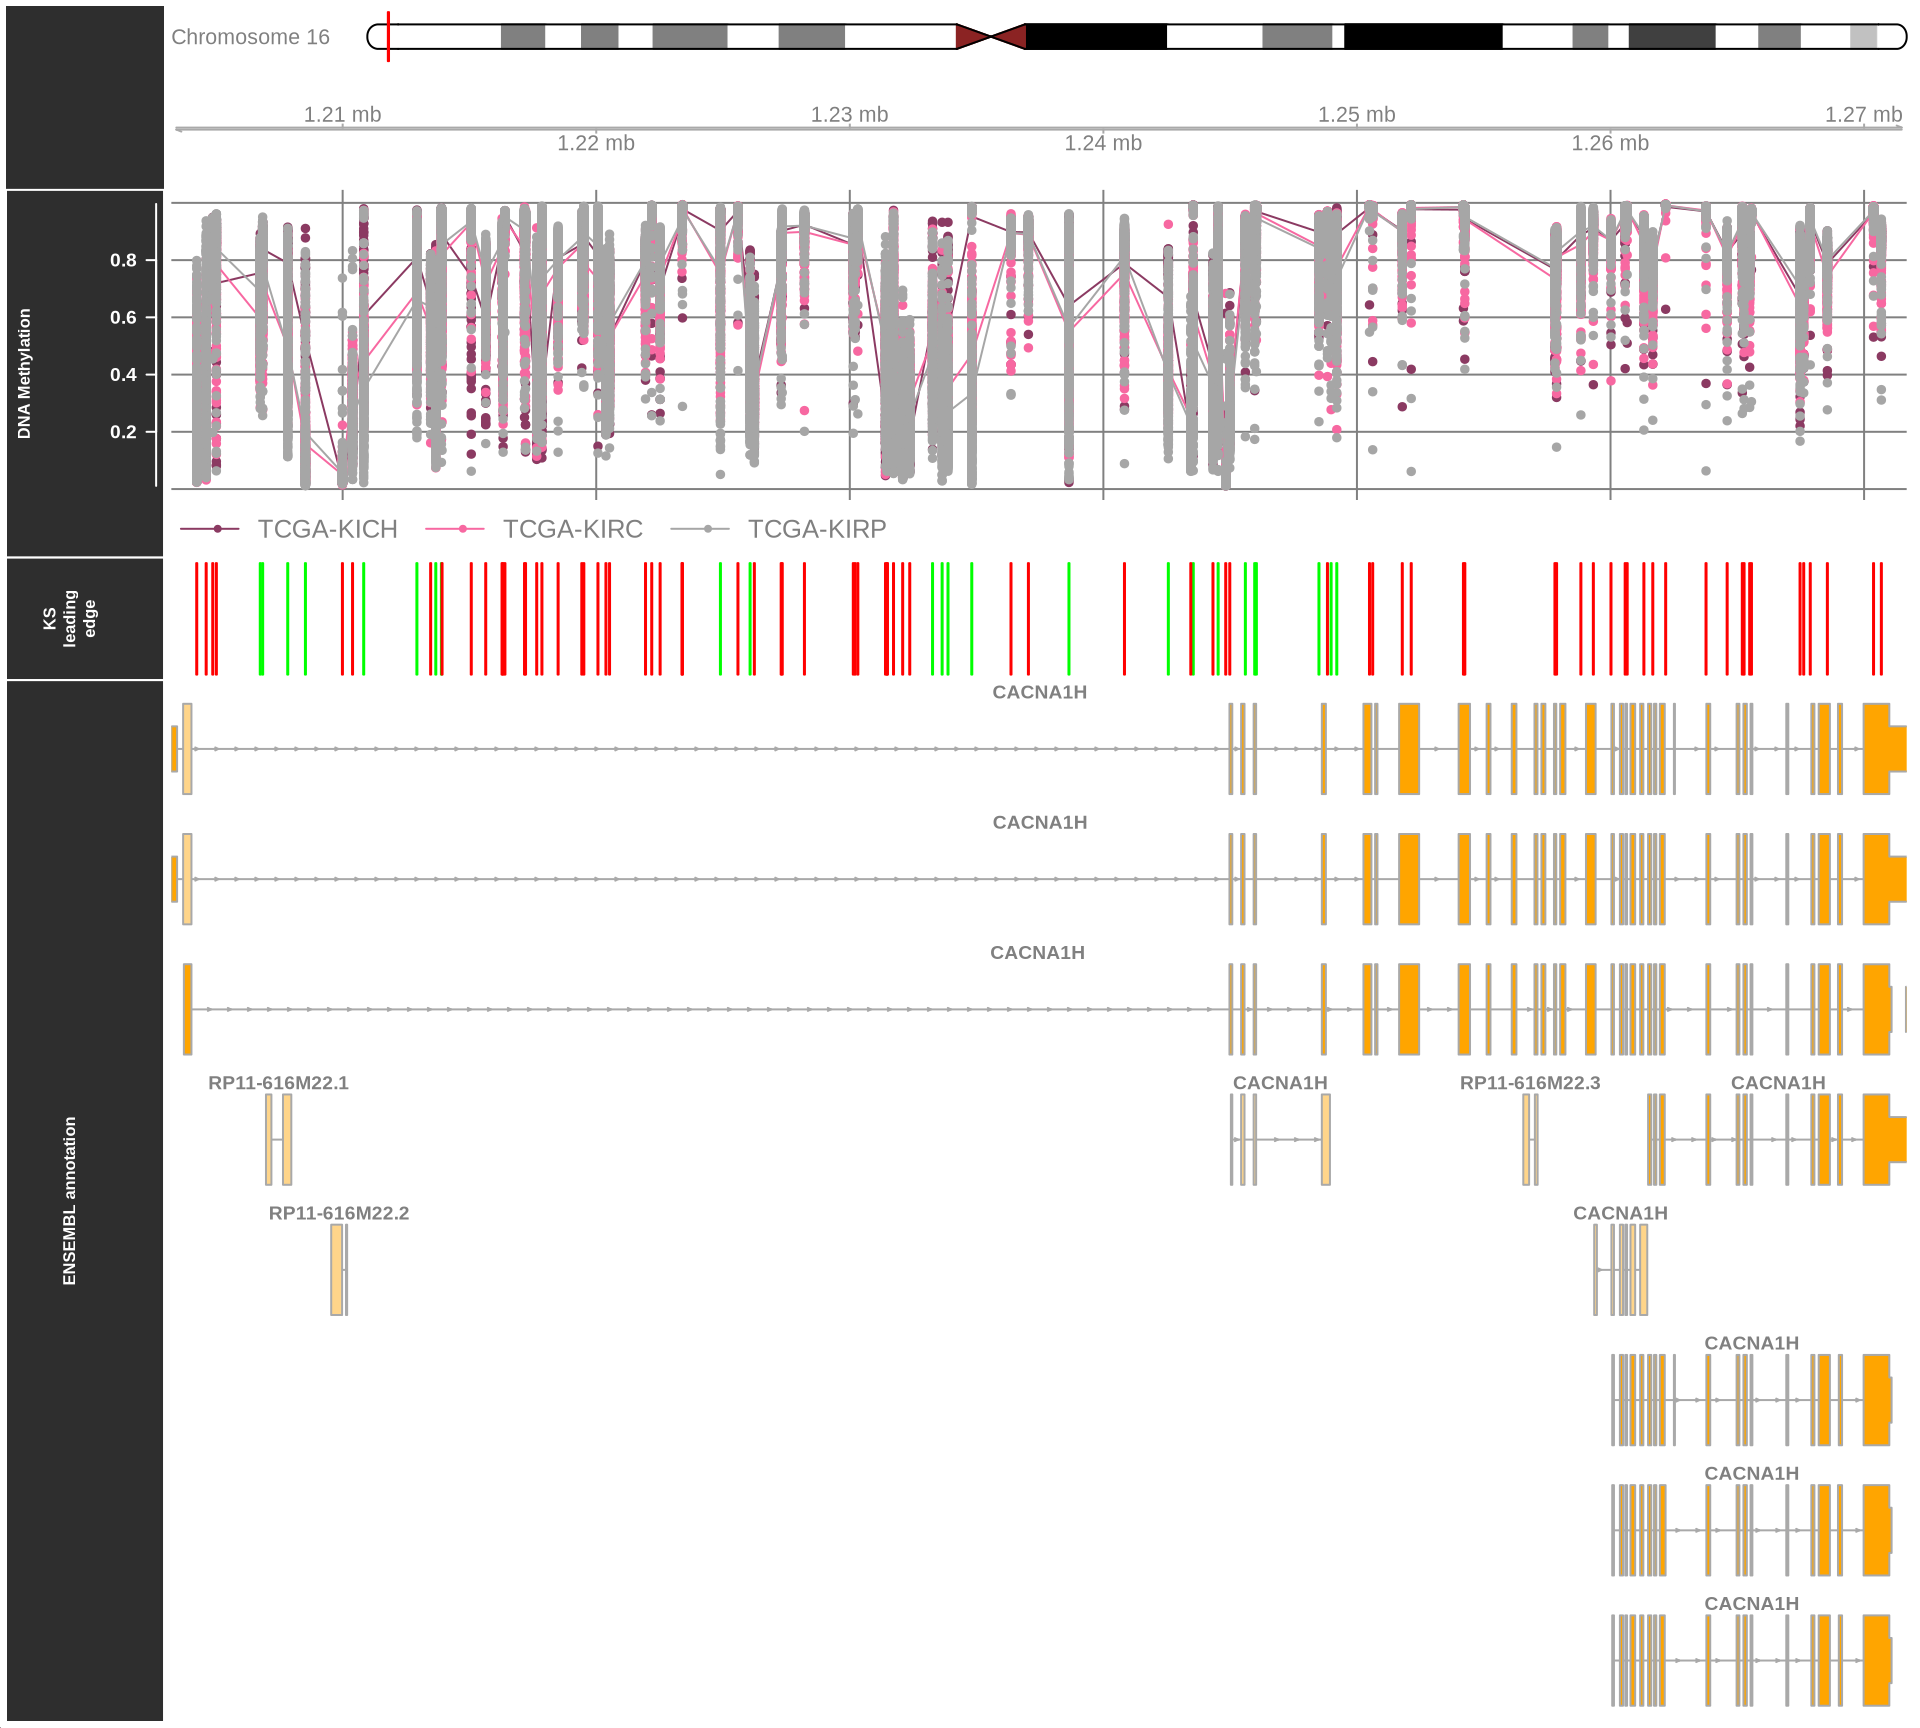 Chromosome 16
1.21 mb
1.23 mb
1.25 mb
1.27 mb
1.22 mb
1.24 mb
1.26 mb
DNA Methylation
0.8
0.6
0.4
0.2
TCGA-KICH
TCGA-KIRC
TCGA-KIRP
KS
leading
edge
ENSEMBL annotation
CACNA1H
CACNA1H
CACNA1H
RP11-616M22.1
CACNA1H
RP11-616M22.3
CACNA1H
RP11-616M22.2
CACNA1H
CACNA1H
CACNA1H
CACNA1H